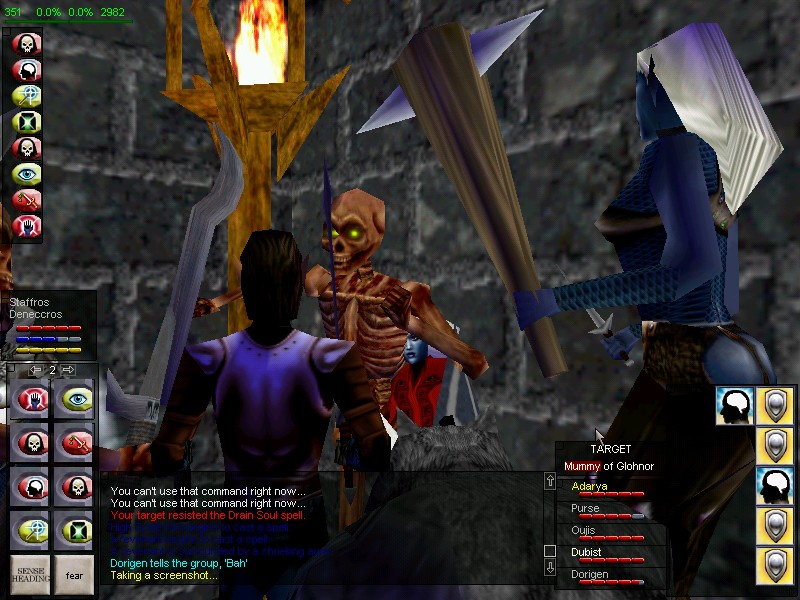 351 0.0% 0.0% 2982
Staffros
Deneccros
2
SENSE
HEADING
fear
You can't use that command right now...
You can't use that command right now...
Your target resisted the Drain Soul spell.
Dorigen tells the group, 'Bah'
Taking a screenshot...
TARGET
Mummy of Glohnor
Adarya
Purse
Oujis
Dubist
Dorigen